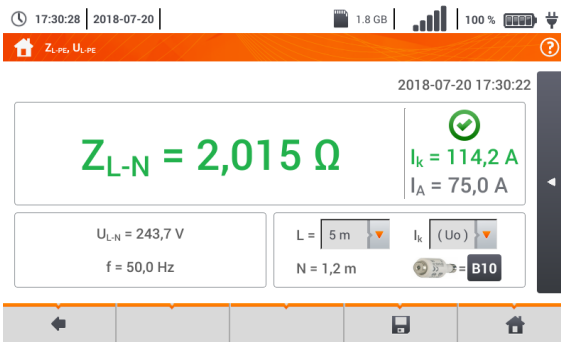 17:30:28 2018-07-20 1.8 GB 100 %
ZL-PE, UL-PE ?
2018-07-20 17:30:22
ZL-N = 2,015 Ω
Ik = 114,2 A
IA = 75,0 A
UL-N = 243,7 V
f = 50,0 Hz
L = 5 m Ik (Uo)
N = 1,2 m = B10